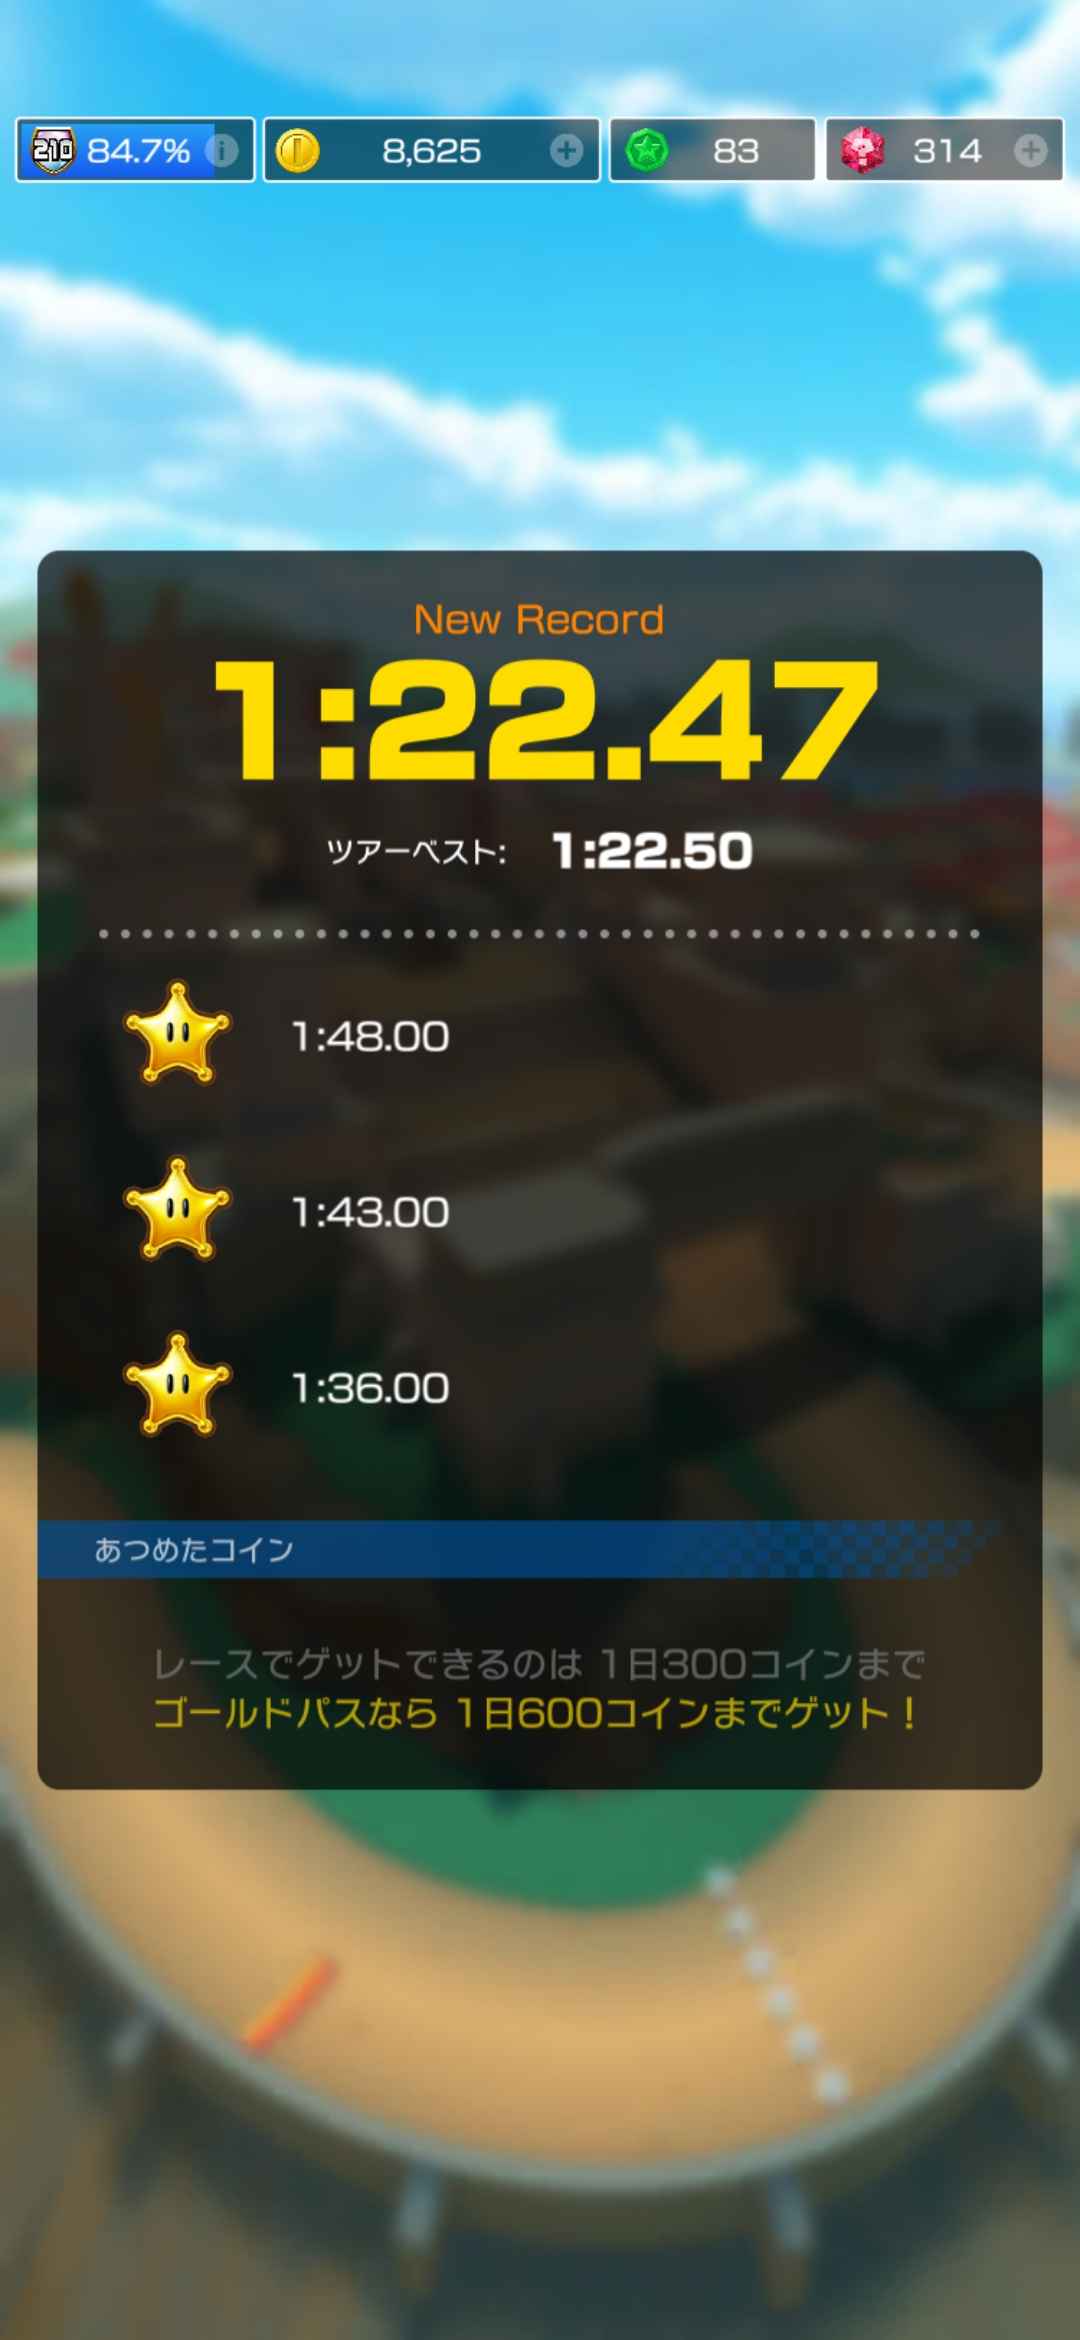 210 84.7% i 8,625 + 83 314 +
New Record
1:22.47
ツアーベスト: 1:22.50
1:48.00
1:43.00
1:36.00
あつめたコイン
レースでゲットできるのは 1日300コインまで
ゴールドパスなら 1日600コインまでゲット！